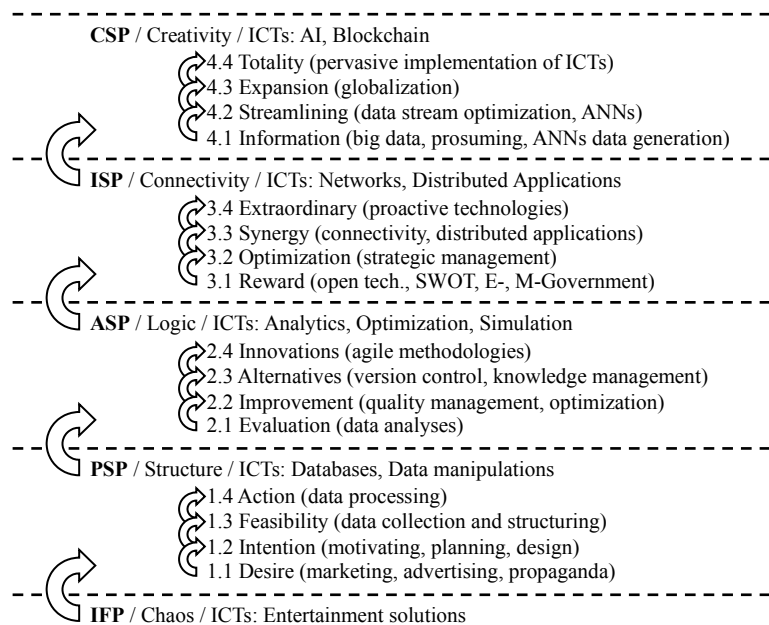 CSP / Creativity / ICTs: AI, Blockchain
4.4 Totality (pervasive implementation of ICTs)
4.3 Expansion (globalization)
4.2 Streamlining (data stream optimization, ANNs)
4.1 Information (big data, prosuming, ANNs data generation)
ISP / Connectivity / ICTs: Networks, Distributed Applications
3.4 Extraordinary (proactive technologies)
3.3 Synergy (connectivity, distributed applications)
3.2 Optimization (strategic management)
3.1 Reward (open tech., SWOT, E-, M-Government)
ASP / Logic / ICTs: Analytics, Optimization, Simulation
2.4 Innovations (agile methodologies)
2.3 Alternatives (version control, knowledge management)
2.2 Improvement (quality management, optimization)
2.1 Evaluation (data analyses)
PSP / Structure / ICTs: Databases, Data manipulations
1.4 Action (data processing)
1.3 Feasibility (data collection and structuring)
1.2 Intention (motivating, planning, design)
1.1 Desire (marketing, advertising, propaganda)
IFP / Chaos / ICTs: Entertainment solutions